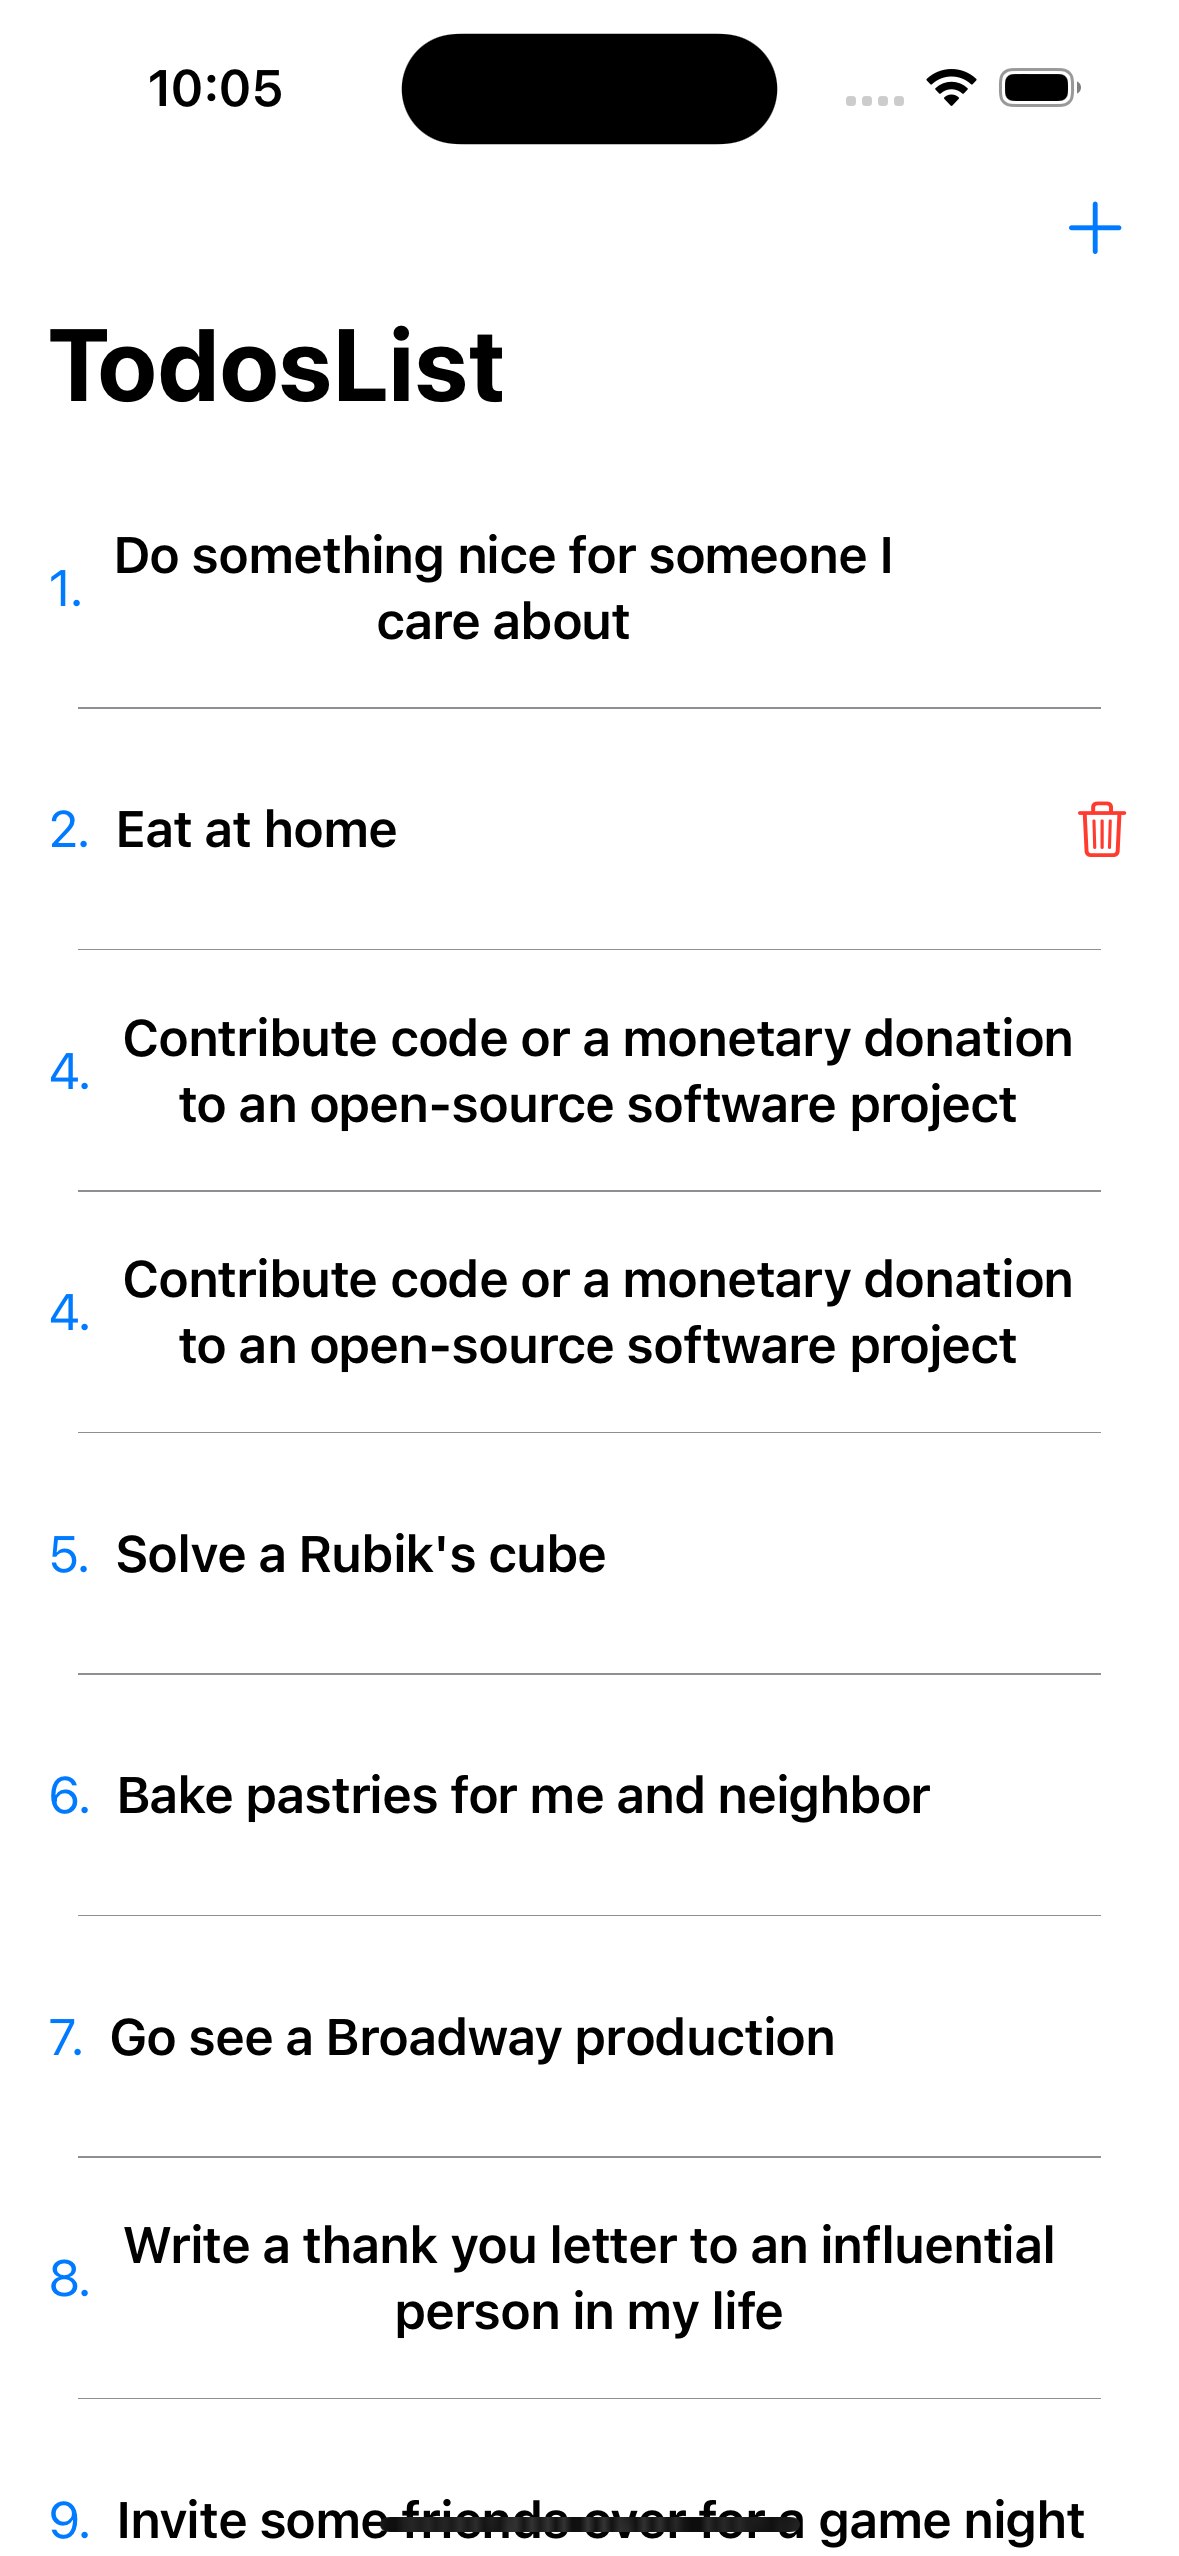 10:05
TodosList
1. Do something nice for someone I
care about
2. Eat at home
4. Contribute code or a monetary donation
to an open-source software project
4. Contribute code or a monetary donation
to an open-source software project
5. Solve a Rubik's cube
6. Bake pastries for me and neighbor
7. Go see a Broadway production
8. Write a thank you letter to an influential
person in my life
9. Invite some friends over for a game night